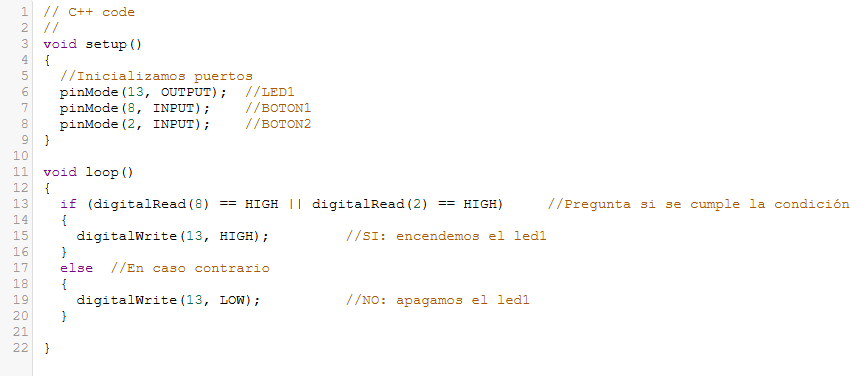 1 // C++ code
2 //
3 void setup()
4 {
5   //Inicializamos puertos
6   pinMode(13, OUTPUT);  //LED1
7   pinMode(8, INPUT);    //BOTON1
8   pinMode(2, INPUT);    //BOTON2
9 }
10
11 void loop()
12 {
13   if (digitalRead(8) == HIGH || digitalRead(2) == HIGH)     //Pregunta si se cumple la condición
14   {
15     digitalWrite(13, HIGH);         //SI: encendemos el led1
16   }
17   else  //En caso contrario
18   {
19     digitalWrite(13, LOW);          //NO: apagamos el led1
20   }
21
22 }